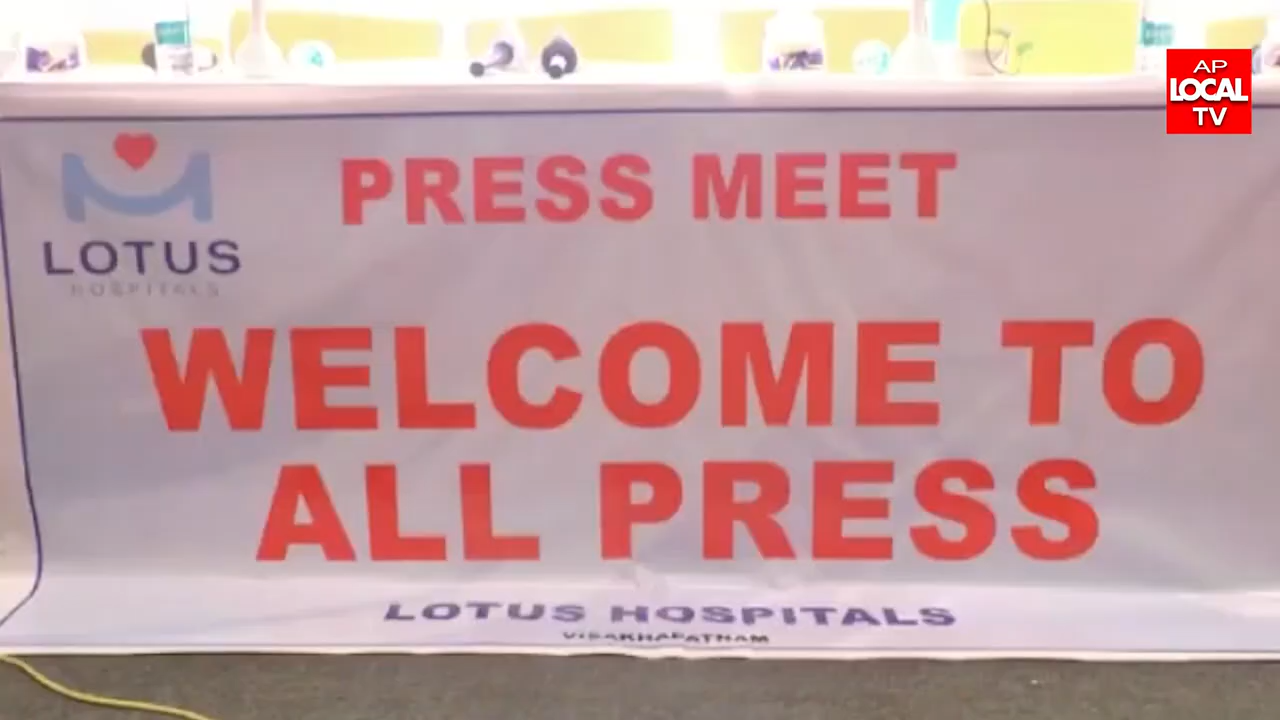 AP
LOCAL
TV
PRESS MEET
LOTUS
HOSPITALS
WELCOME TO
ALL PRESS
LOTUS HOSPITALS
VISAKHAPATNAM